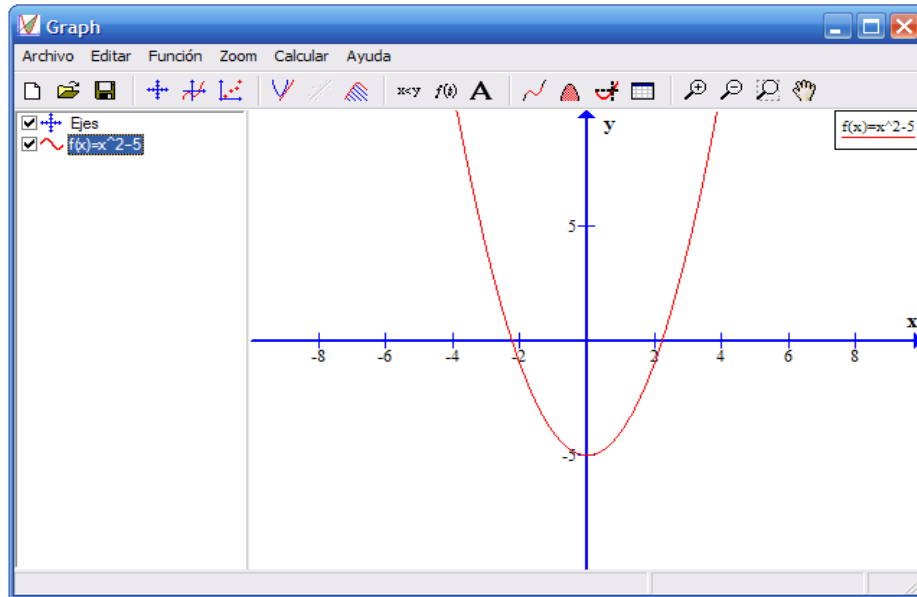 Graph
Archivo Editar Función Zoom Calcular Ayuda
x<y f(t) A
Ejes
f(x)=x^2-5
y
f(x)=x^2-5
5
x
-8 -6 -4 -2 2 4 6 8
-5